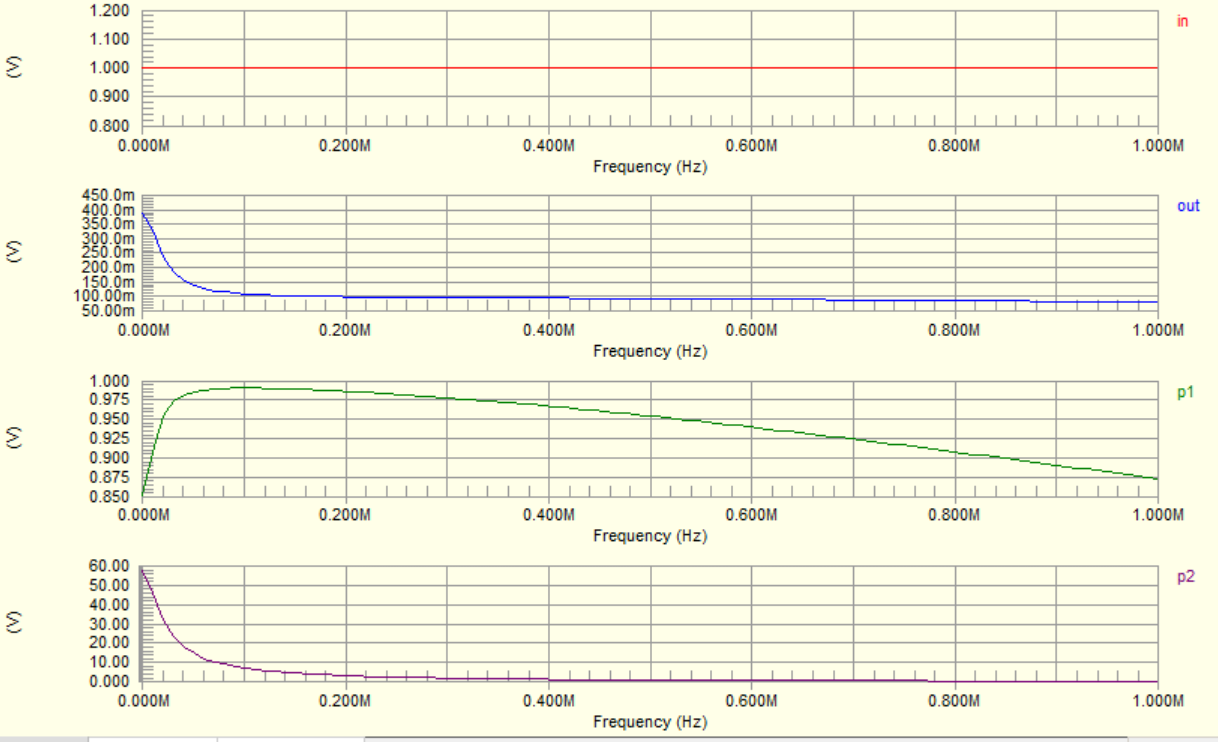 1.200
in
1.100
(V)
1.000
0.900
0.800
0.000M 0.200M 0.400M 0.600M 0.800M 1.000M
Frequency (Hz)
450.0m
out
400.0m
350.0m
300.0m
(V)
250.0m
200.0m
150.0m
100.00m
50.00m
0.000M 0.200M 0.400M 0.600M 0.800M 1.000M
Frequency (Hz)
1.000
p1
0.975
0.950
(V)
0.925
0.900
0.875
0.850
0.000M 0.200M 0.400M 0.600M 0.800M 1.000M
Frequency (Hz)
60.00
p2
50.00
40.00
(V)
30.00
20.00
10.00
0.000
0.000M 0.200M 0.400M 0.600M 0.800M 1.000M
Frequency (Hz)